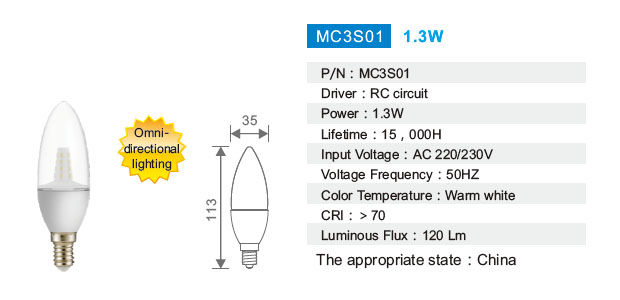 MC3S01 1.3W
Omni-
directional
lighting
35
113
P/N : MC3S01
Driver : RC circuit
Power : 1.3W
Lifetime : 15 , 000H
Input Voltage : AC 220/230V
Voltage Frequency : 50HZ
Color Temperature : Warm white
CRI : > 70
Luminous Flux : 120 Lm
The appropriate state : China